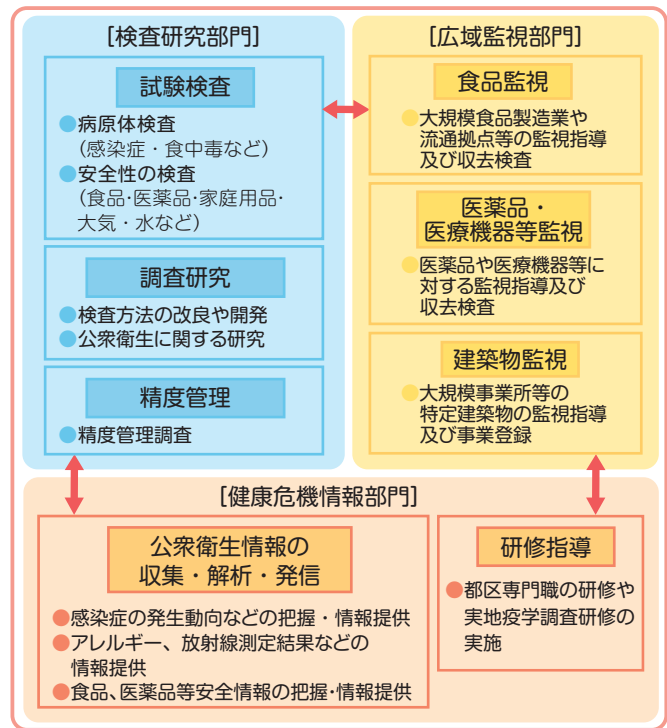 [検査研究部門]
試験検査
●病原体検査
(感染症・食中毒など)
●安全性の検査
(食品・医薬品・家庭用品・
大気・水など)
調査研究
●検査方法の改良や開発
●公衆衛生に関する研究
精度管理
●精度管理調査
[広域監視部門]
食品監視
●大規模食品製造業や
流通拠点等の監視指導
及び収去検査
医薬品・
医療機器等監視
●医薬品や医療機器等に
対する監視指導及び
収去検査
建築物監視
●大規模事業所等の
特定建築物の監視指導
及び事業登録
[健康危機情報部門]
公衆衛生情報の
収集・解析・発信
●感染症の発生動向などの把握・情報提供
●アレルギー、放射線測定結果などの
情報提供
●食品、医薬品等安全情報の把握・情報提供
研修指導
●都区専門職の研修や
実地疫学調査研修の
実施